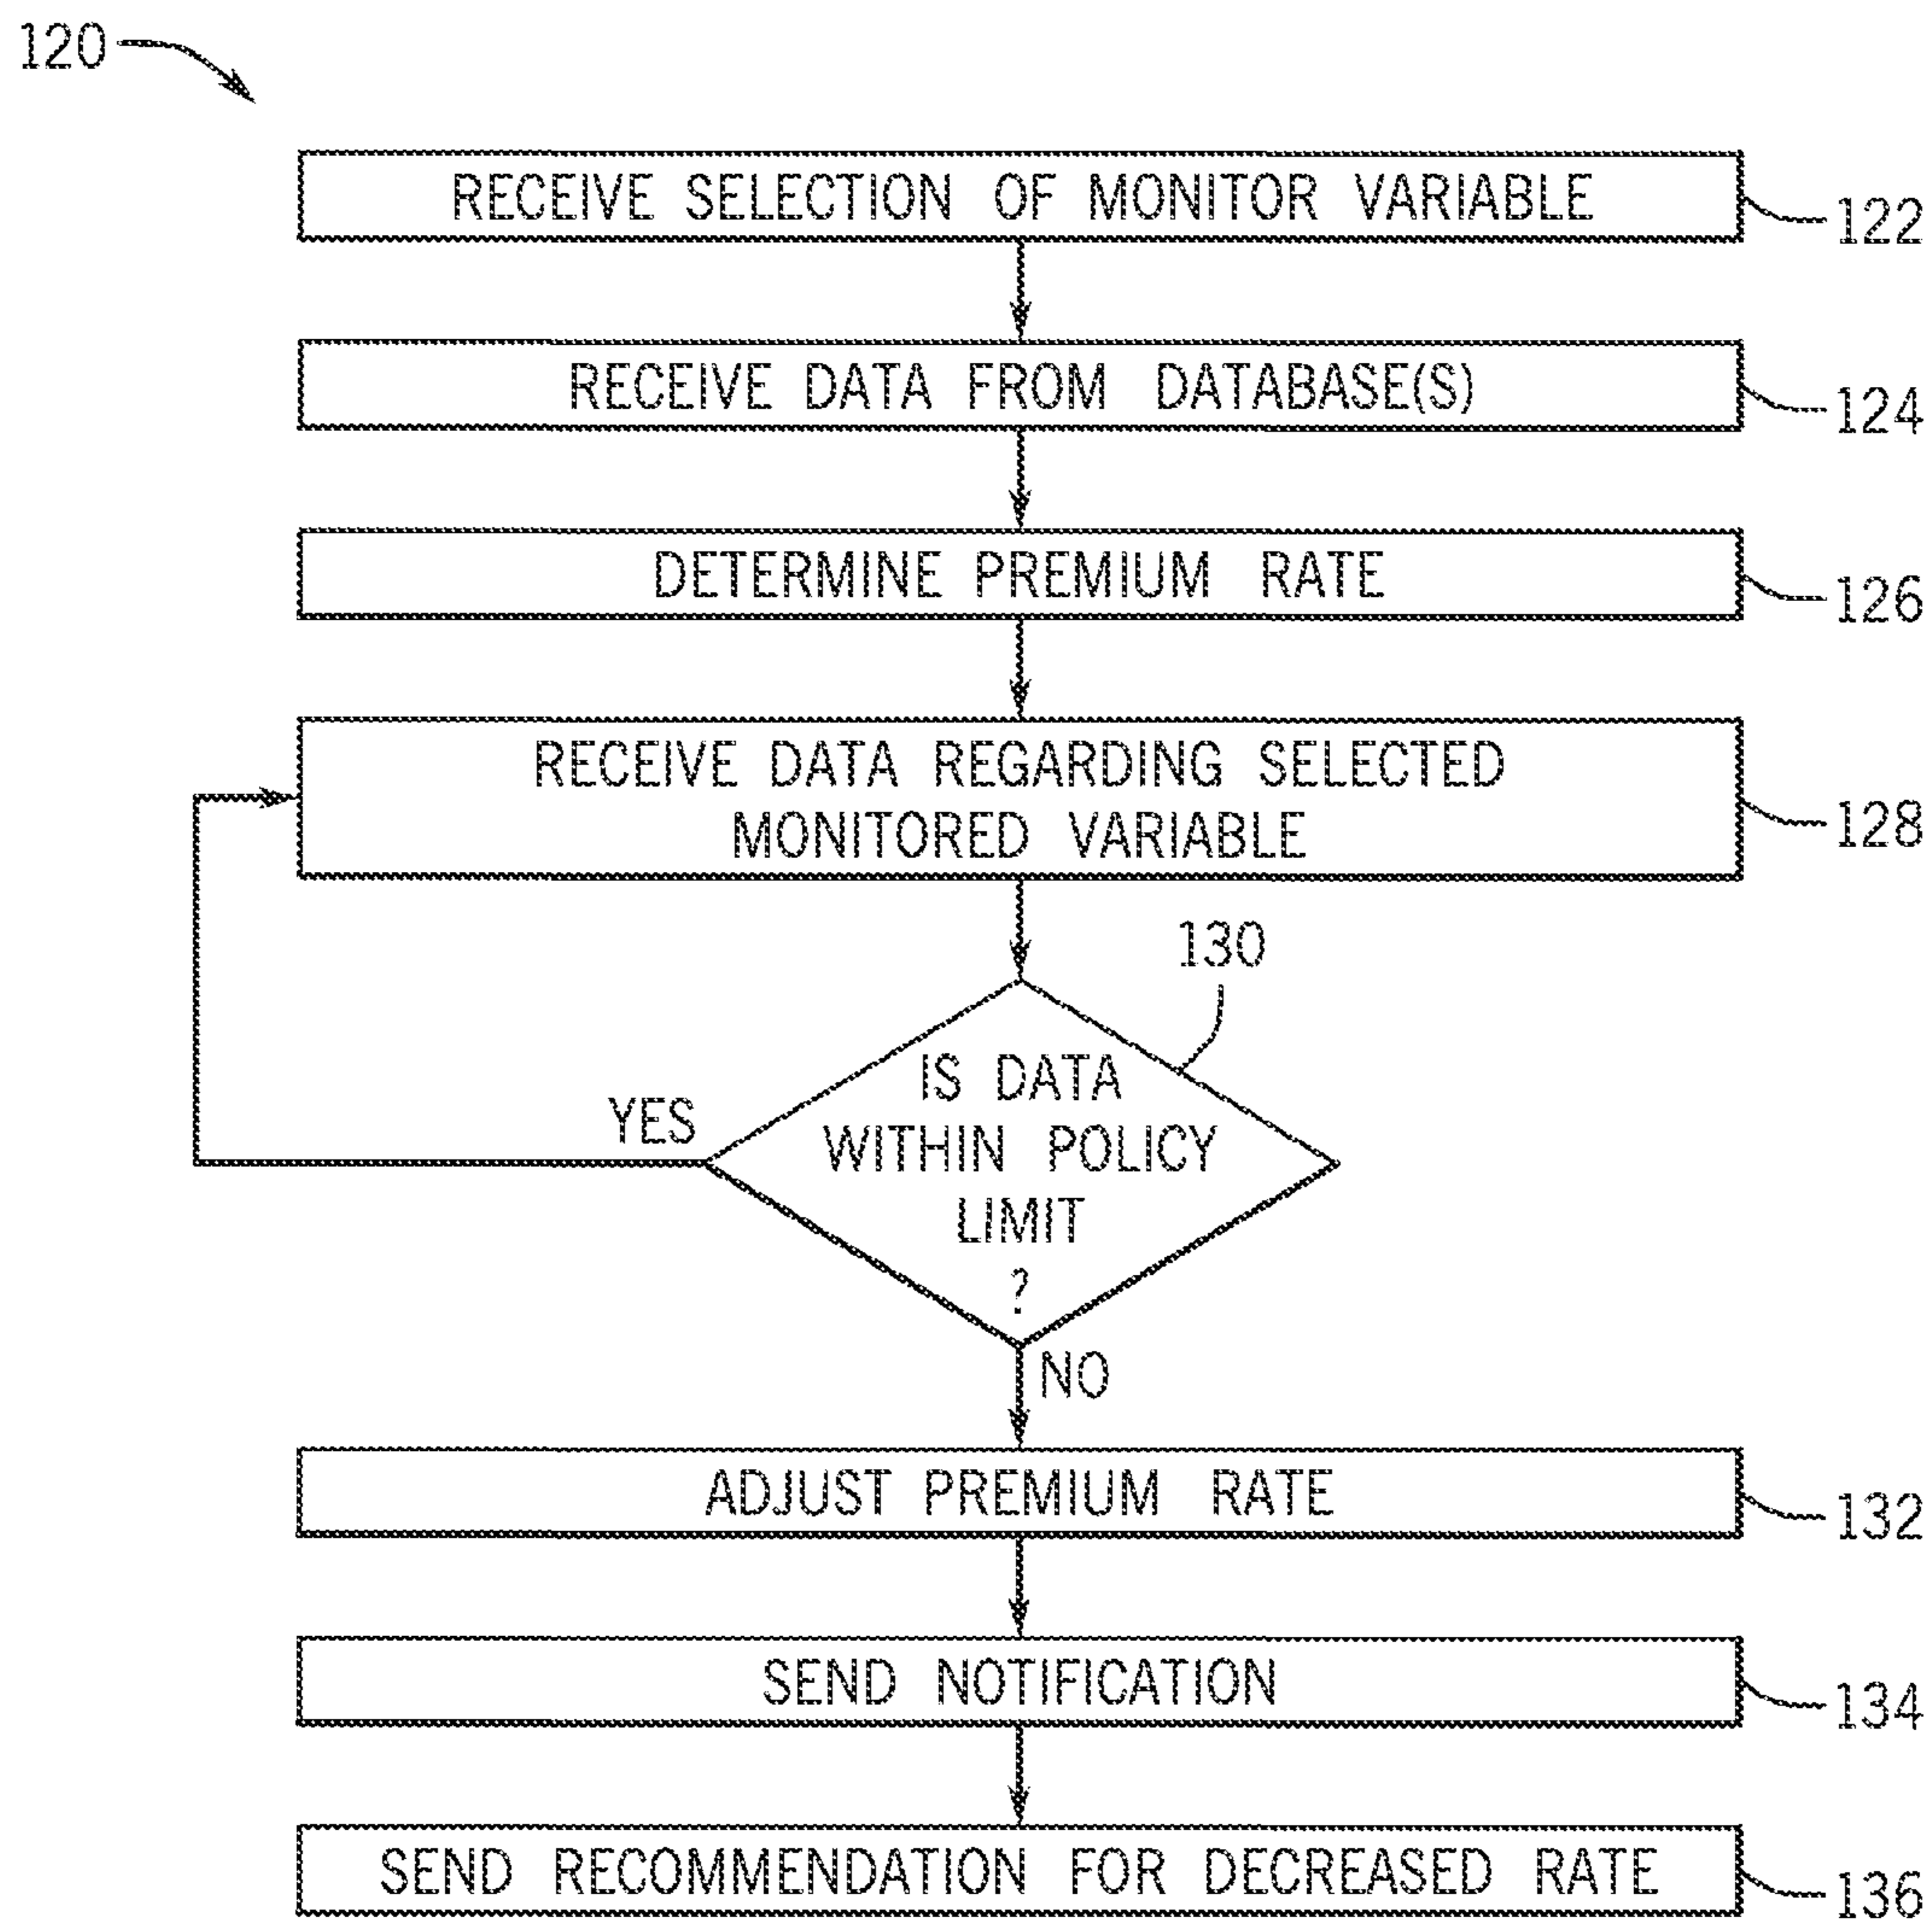 120
RECEIVE SELECTION OF MONITOR VARIABLE
122
RECEIVE DATA FROM DATABASE(S)
124
DETERMINE PREMIUM RATE
126
RECEIVE DATA REGARDING SELECTED
MONITORED VARIABLE
128
130
IS DATA
WITHIN POLICY
LIMIT
?
YES
NO
ADJUST PREMIUM RATE
132
SEND NOTIFICATION
134
SEND RECOMMENDATION FOR DECREASED RATE
136